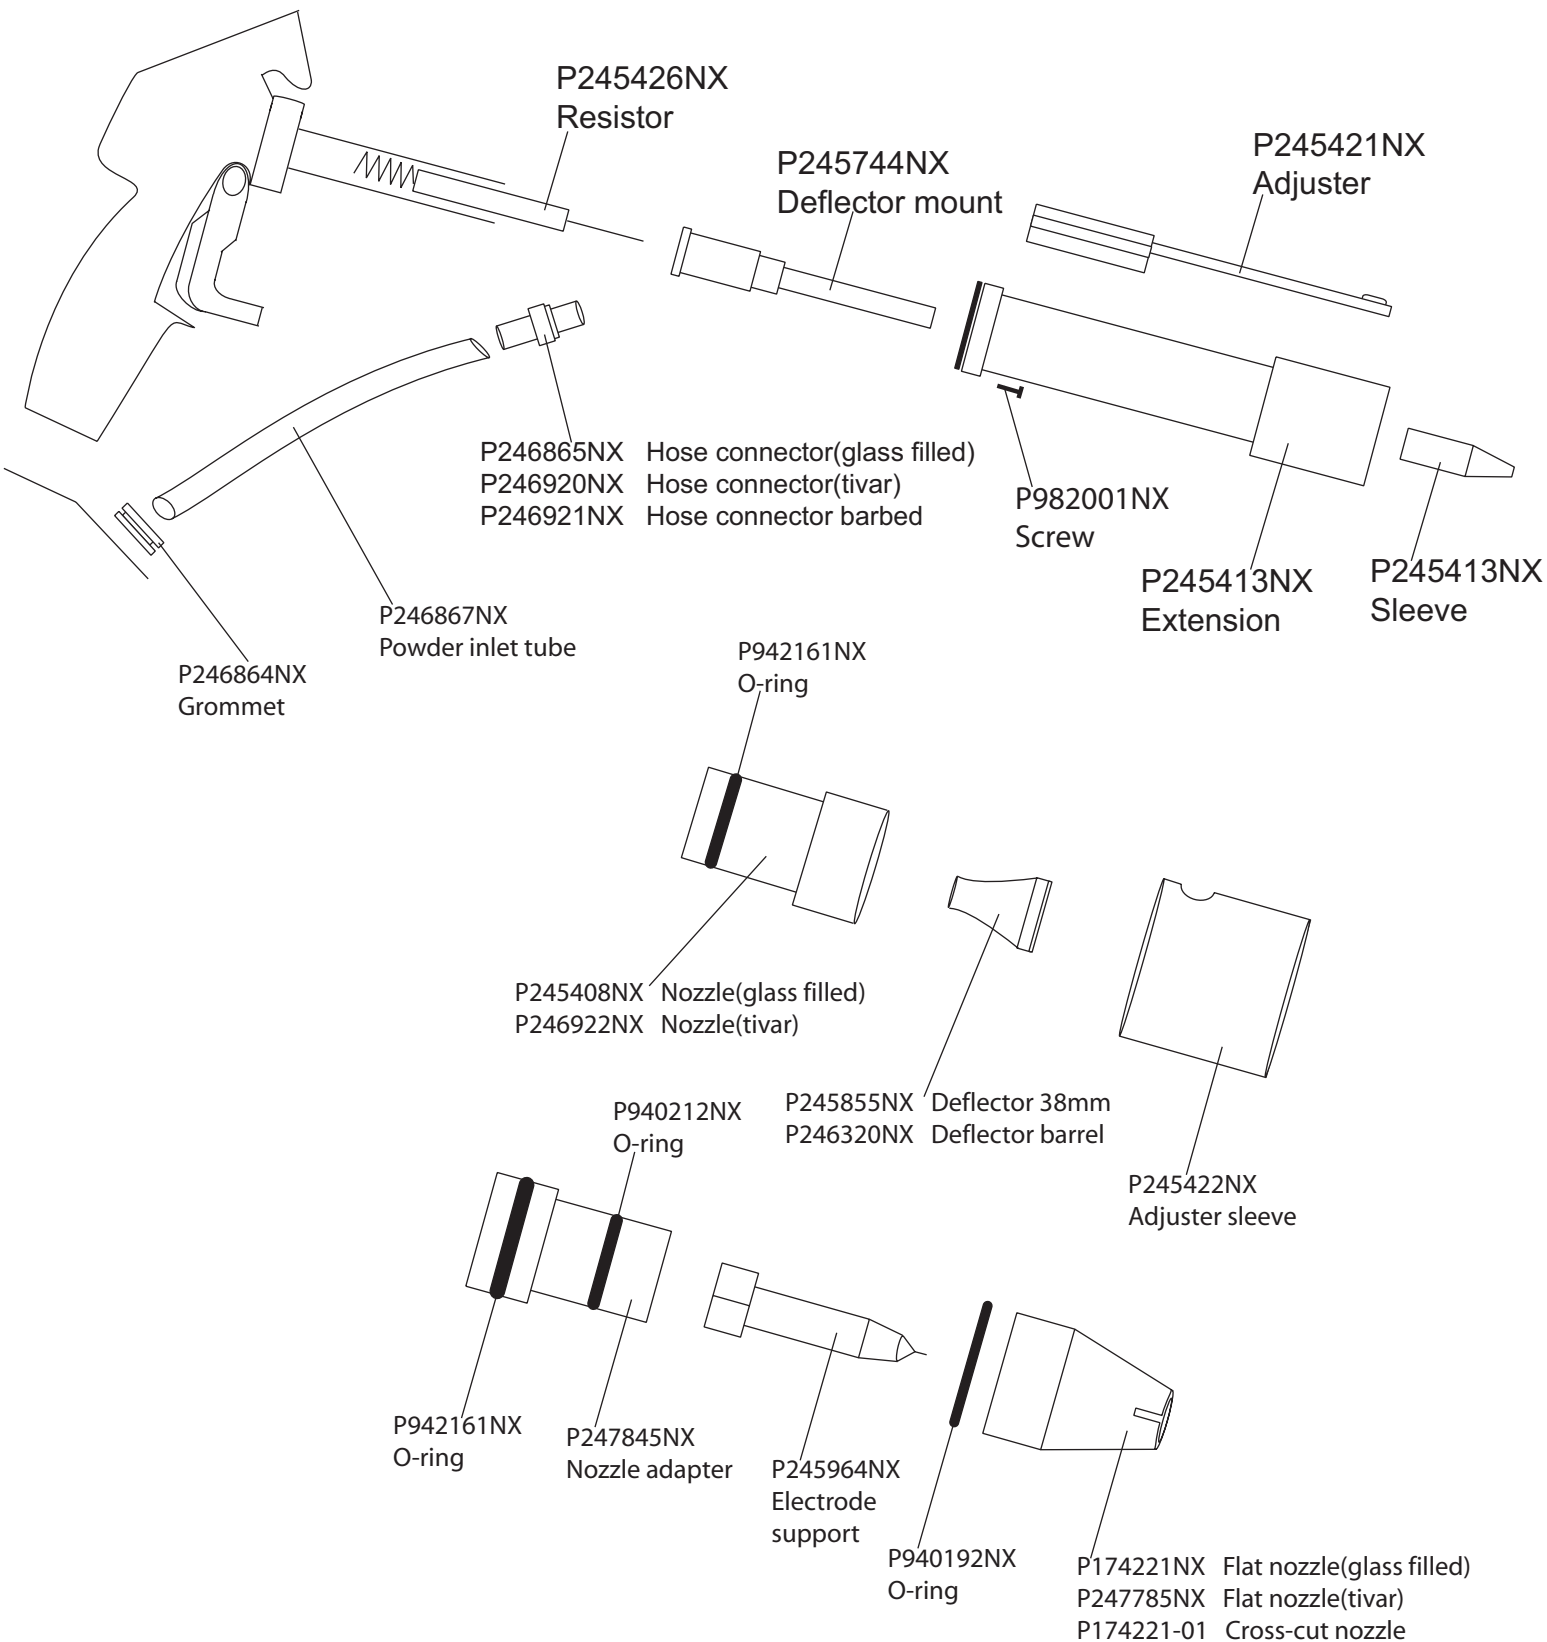 P245426NX
Resistor
P245744NX
Deflector mount
P245421NX
Adjuster
P246865NX Hose connector(glass filled)
P246920NX Hose connector(tivar)
P246921NX Hose connector barbed
P982001NX
Screw
P245413NX
Extension
P245413NX
Sleeve
P246867NX
Powder inlet tube
P246864NX
Grommet
P942161NX
O-ring
P245408NX Nozzle(glass filled)
P246922NX Nozzle(tivar)
P245855NX Deflector 38mm
P246320NX Deflector barrel
P245422NX
Adjuster sleeve
P940212NX
O-ring
P942161NX
O-ring
P247845NX
Nozzle adapter
P245964NX
Electrode
support
P940192NX
O-ring
P174221NX Flat nozzle(glass filled)
P247785NX Flat nozzle(tivar)
P174221-01 Cross-cut nozzle